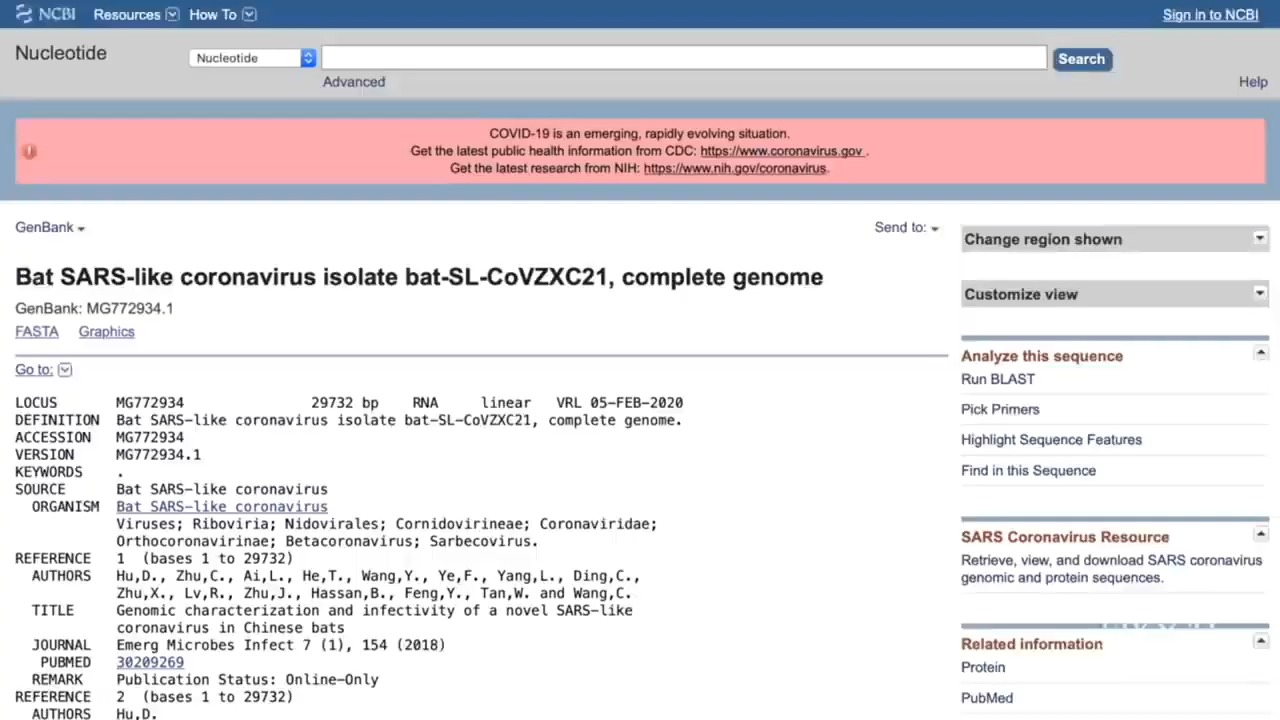 NCBI Resources How To Sign in to NCBI
Nucleotide Nucleotide Search
Advanced Help
COVID-19 is an emerging, rapidly evolving situation.
Get the latest public health information from CDC: https://www.coronavirus.gov .
Get the latest research from NIH: https://www.nih.gov/coronavirus.
GenBank Send to:
Bat SARS-like coronavirus isolate bat-SL-CoVZXC21, complete genome
GenBank: MG772934.1
FASTA Graphics
Go to:
LOCUS MG772934 29732 bp RNA linear VRL 05-FEB-2020
DEFINITION Bat SARS-like coronavirus isolate bat-SL-CoVZXC21, complete genome.
ACCESSION MG772934
VERSION MG772934.1
KEYWORDS .
SOURCE Bat SARS-like coronavirus
ORGANISM Bat SARS-like coronavirus
Viruses; Riboviria; Nidovirales; Cornidovirineae; Coronaviridae;
Orthocoronavirinae; Betacoronavirus; Sarbecovirus.
REFERENCE 1 (bases 1 to 29732)
AUTHORS Hu,D., Zhu,C., Ai,L., He,T., Wang,Y., Ye,F., Yang,L., Ding,C.,
Zhu,X., Lv,R., Zhu,J., Hassan,B., Feng,Y., Tan,W. and Wang,C.
TITLE Genomic characterization and infectivity of a novel SARS-like
coronavirus in Chinese bats
JOURNAL Emerg Microbes Infect 7 (1), 154 (2018)
PUBMED 30209269
REMARK Publication Status: Online-Only
REFERENCE 2 (bases 1 to 29732)
AUTHORS Hu,D.
Change region shown
Customize view
Analyze this sequence
Run BLAST
Pick Primers
Highlight Sequence Features
Find in this Sequence
SARS Coronavirus Resource
Retrieve, view, and download SARS coronavirus
genomic and protein sequences.
Related information
Protein
PubMed